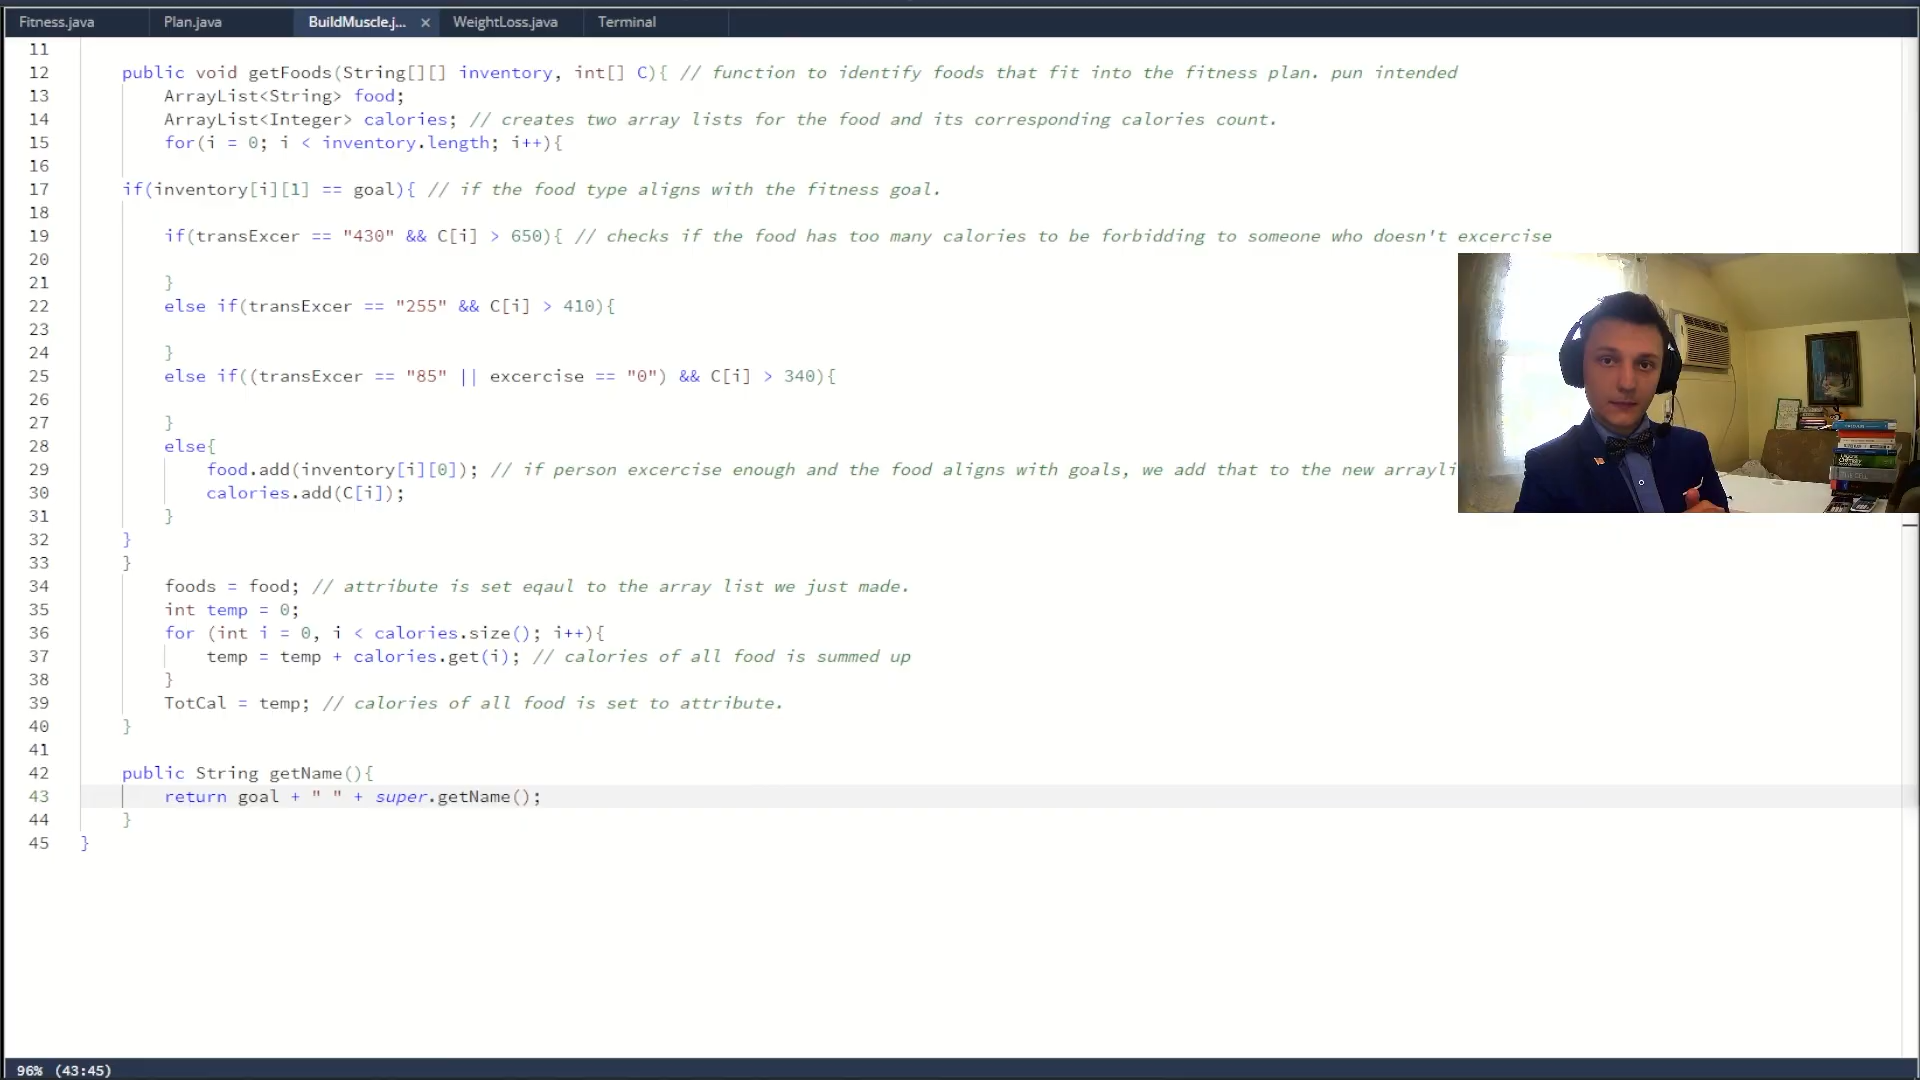 Fitness.java Plan.java BuildMuscle.j... × WeightLoss.java Terminal
11
12 public void getFoods(String[][] inventory, int[] C){ // function to identify foods that fit into the fitness plan. pun intended
13 ArrayList<String> food;
14 ArrayList<Integer> calories; // creates two array lists for the food and its corresponding calories count.
15 for(i = 0; i < inventory.length; i++){
16
17 if(inventory[i][1] == goal){ // if the food type aligns with the fitness goal.
18
19 if(transExcer == "430" && C[i] > 650){ // checks if the food has too many calories to be forbidding to someone who doesn't excercise
20
21 }
22 else if(transExcer == "255" && C[i] > 410){
23
24 }
25 else if((transExcer == "85" || excercise == "0") && C[i] > 340){
26
27 }
28 else{
29 food.add(inventory[i][0]); // if person excercise enough and the food aligns with goals, we add that to the new arrayli
30 calories.add(C[i]);
31 }
32 }
33 }
34 foods = food; // attribute is set eqaul to the array list we just made.
35 int temp = 0;
36 for (int i = 0, i < calories.size(); i++){
37 temp = temp + calories.get(i); // calories of all food is summed up
38 }
39 TotCal = temp; // calories of all food is set to attribute.
40 }
41
42 public String getName(){
43 return goal + " " + super.getName();
44 }
45 }
96% (43:45)